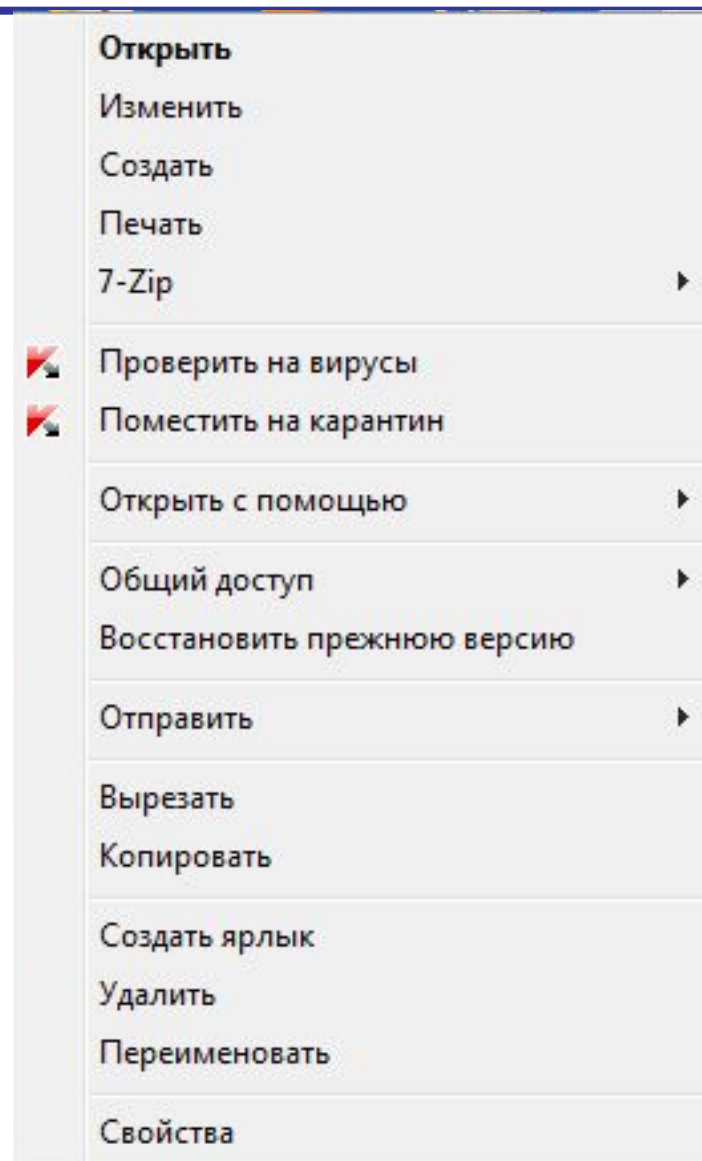 Открыть
Изменить
Создать
Печать
7-Zip
Проверить на вирусы
Поместить на карантин
Открыть с помощью
Общий доступ
Восстановить прежнюю версию
Отправить
Вырезать
Копировать
Создать ярлык
Удалить
Переименовать
Свойства